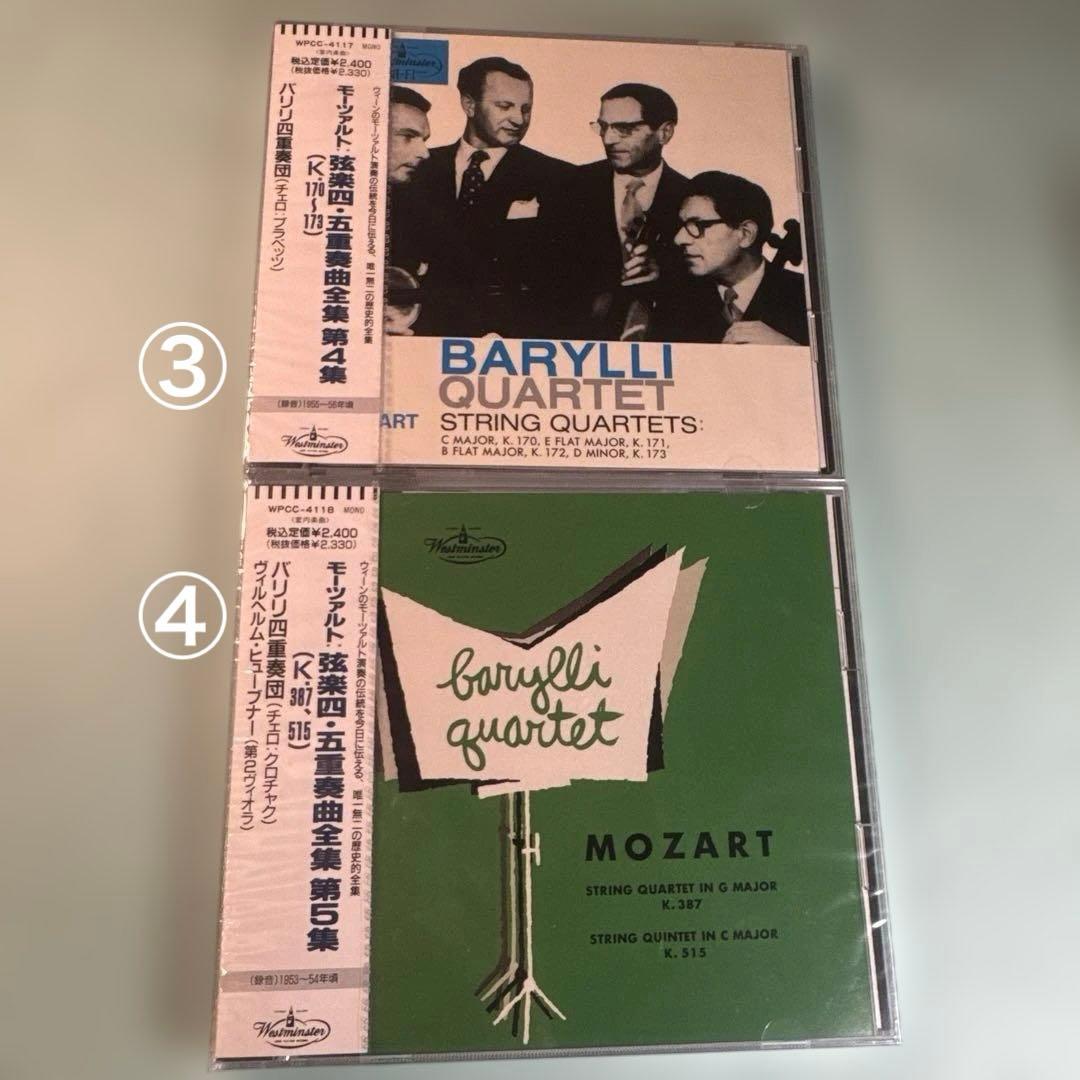 WPCC-4117 MONO
〈室内楽曲〉
税込定価¥2,400
(税抜価格¥2,330)
ウィーンのモーツァルト演奏の伝統を今日に伝える、唯一無二の歴史的全集
モーツァルト:弦楽四・五重奏曲全集 第4集
(K.170〜173)
バリリ四重奏団(チェロ:ブラベッツ)
(録音)1955〜56年頃
Westminster
BARYLLI
QUARTET
ART STRING QUARTETS:
C MAJOR, K. 170, E FLAT MAJOR, K. 171,
B FLAT MAJOR, K. 172, D MINOR, K. 173
③
WPCC-4118 MONO
〈室内楽曲〉
税込定価¥2,400
(税抜価格¥2,330)
ウィーンのモーツァルト演奏の伝統を今日に伝える、唯一無二の歴史的全集
モーツァルト:弦楽四・五重奏曲全集 第5集
(K.387、515)
バリリ四重奏団(チェロ:クロチャク)
ヴィルヘルム・ヒューブナー(第2ヴィオラ)
(録音)1953〜54年頃
Westminster
④
Westminster
barylli
quartet
MOZART
STRING QUARTET IN G MAJOR
K. 387
STRING QUINTET IN C MAJOR
K. 515